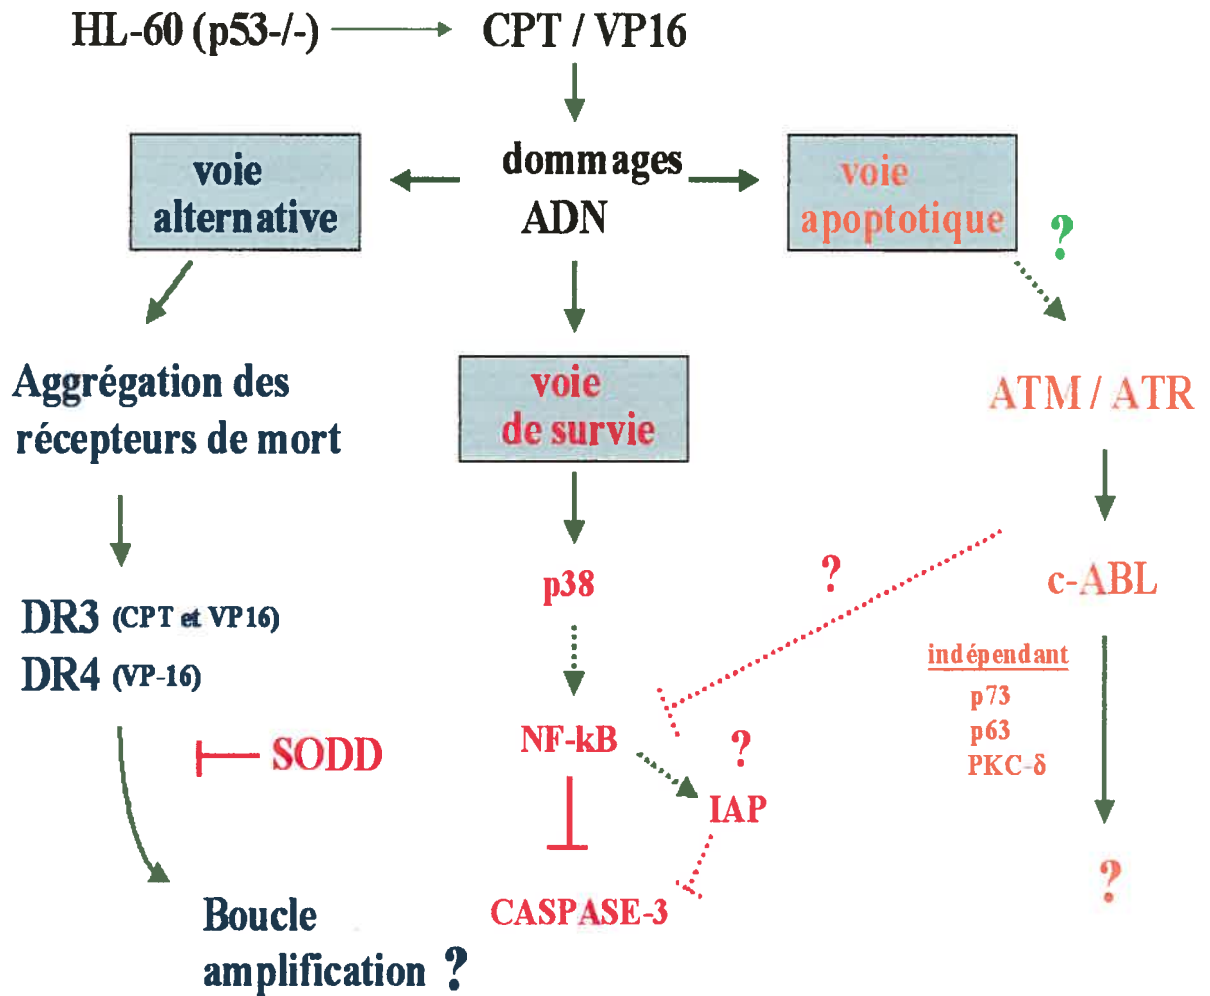 HL-60 (p53-/-)
CPT / VP16
voie
alternative
dommages
ADN
voie
apoptotique
?
Aggrégation des
récepteurs de mort
voie
de survie
ATM / ATR
p38
?
c-ABL
DR3 (CPT et VP16)
DR4 (VP-16)
indépendant
p73
p63
PKC-δ
SODD
NF-kB
?
IAP
CASPASE-3
?
Boucle
amplification ?